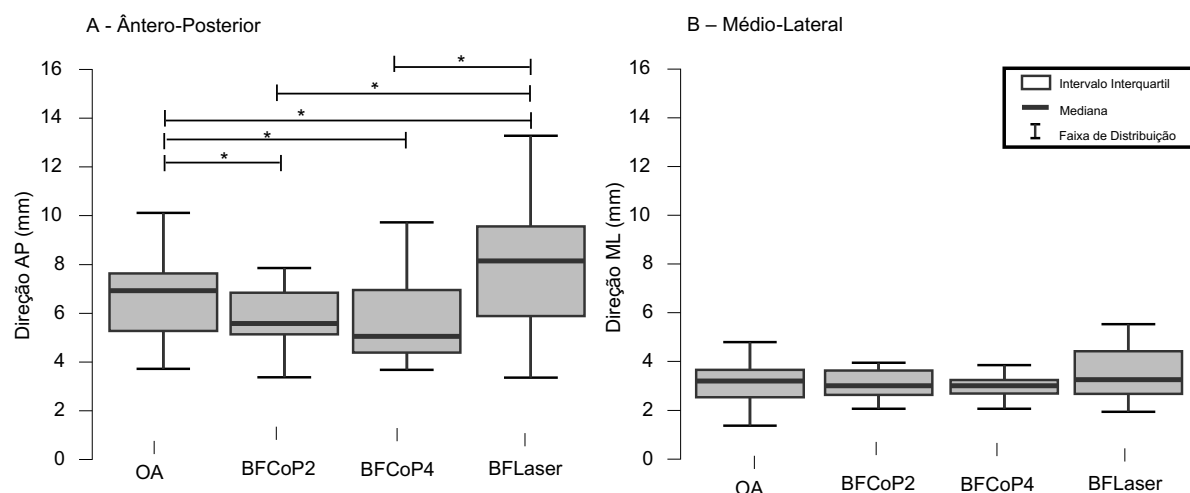 A - Ântero-Posterior
16
14
12
10
8
6
4
2
0
Direção AP (mm)
*
*
*
*
*
OA
BFCoP2
BFCoP4
BFLaser
B – Médio-Lateral
16
14
12
10
8
6
4
2
0
Direção ML (mm)
Intervalo Interquartil
Mediana
Faixa de Distribuição
OA
BFCoP2
BFCoP4
BFLaser